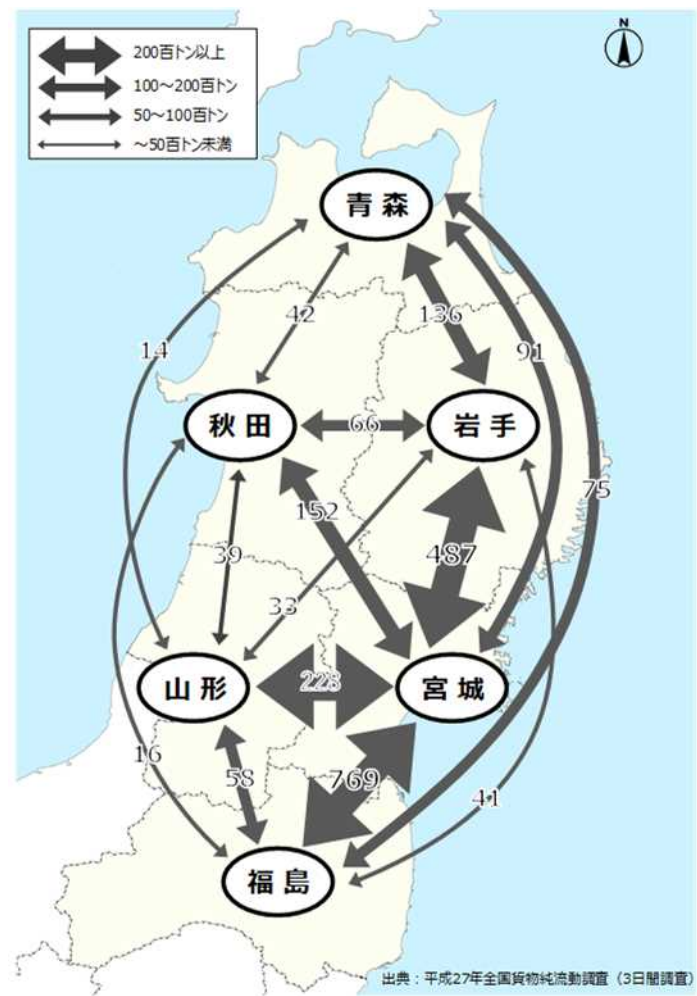 N
200百トン以上
100～200百トン
50～100百トン
～50百トン未満
青森
42
136
14
91
秋田
66
岩手
75
152
487
39
33
山形
228
宮城
16
58
769
41
福島
出典：平成27年全国貨物純流動調査（3日間調査）